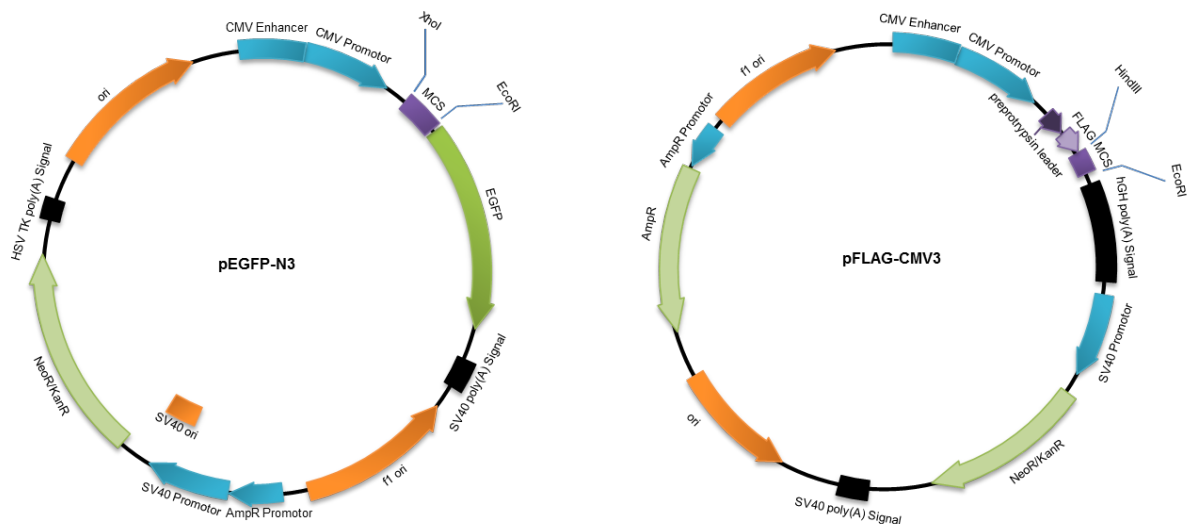 CMV Enhancer
CMV Promotor
XhoI
MCS
EcoRI
EGFP
SV40 poly(A) Signal
f1 ori
AmpR Promotor
SV40 Promotor
SV40 ori
NeoR/KanR
HSV TK poly(A) Signal
ori
pEGFP-N3
CMV Enhancer
CMV Promotor
preprotrypsin leader
FLAG
MCS
HindIII
EcoRI
hGH poly(A) Signal
SV40 Promotor
NeoR/KanR
SV40 poly(A) Signal
ori
AmpR
AmpR Promotor
f1 ori
pFLAG-CMV3